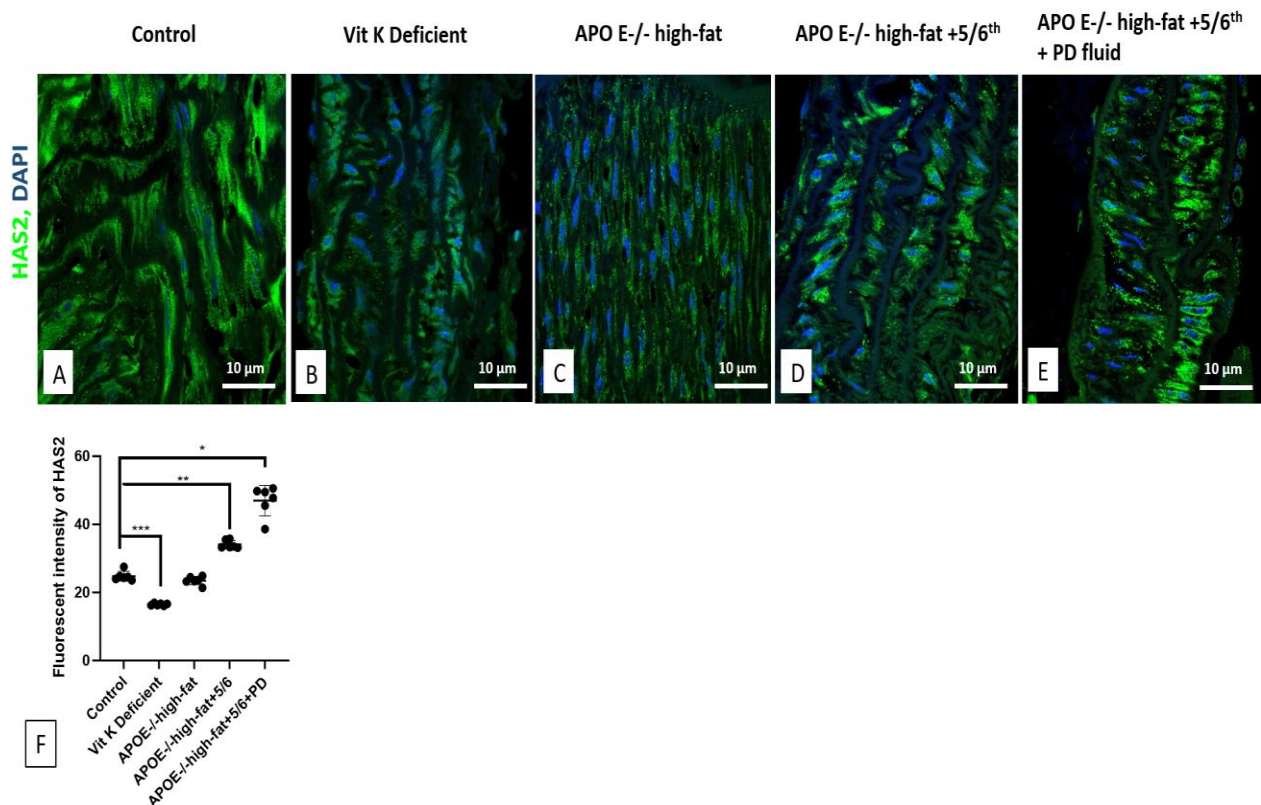 Control
Vit K Deficient
APO E-/- high-fat
APO E-/- high-fat +5/6th
APO E-/- high-fat +5/6th
+ PD fluid
HAS2, DAPI
A
10 µm
B
10 µm
C
10 µm
D
10 µm
E
10 µm
Fluorescent intensity of HAS2
60
40
20
0
*
**
***
Control
Vit K Deficient
APOE-/-high-fat
APOE-/-high-fat+5/6
APOE-/-high-fat+5/6+PD
F